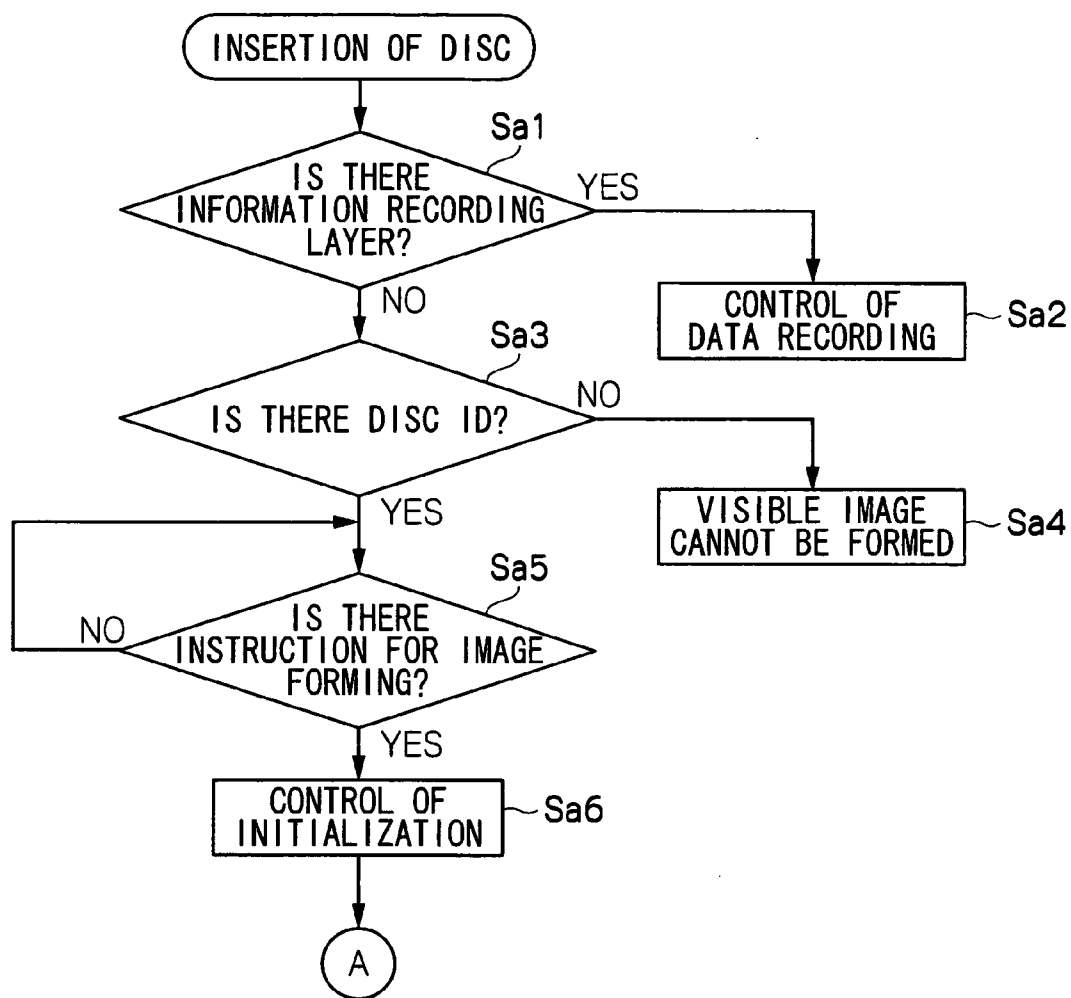 INSERTION OF DISC
Sa1
IS THERE
INFORMATION RECORDING
LAYER?
YES
NO
CONTROL OF
DATA RECORDING
Sa2
Sa3
IS THERE DISC ID?
NO
YES
VISIBLE IMAGE
CANNOT BE FORMED
Sa4
Sa5
IS THERE
INSTRUCTION FOR IMAGE
FORMING?
NO
YES
CONTROL OF
INITIALIZATION
Sa6
A